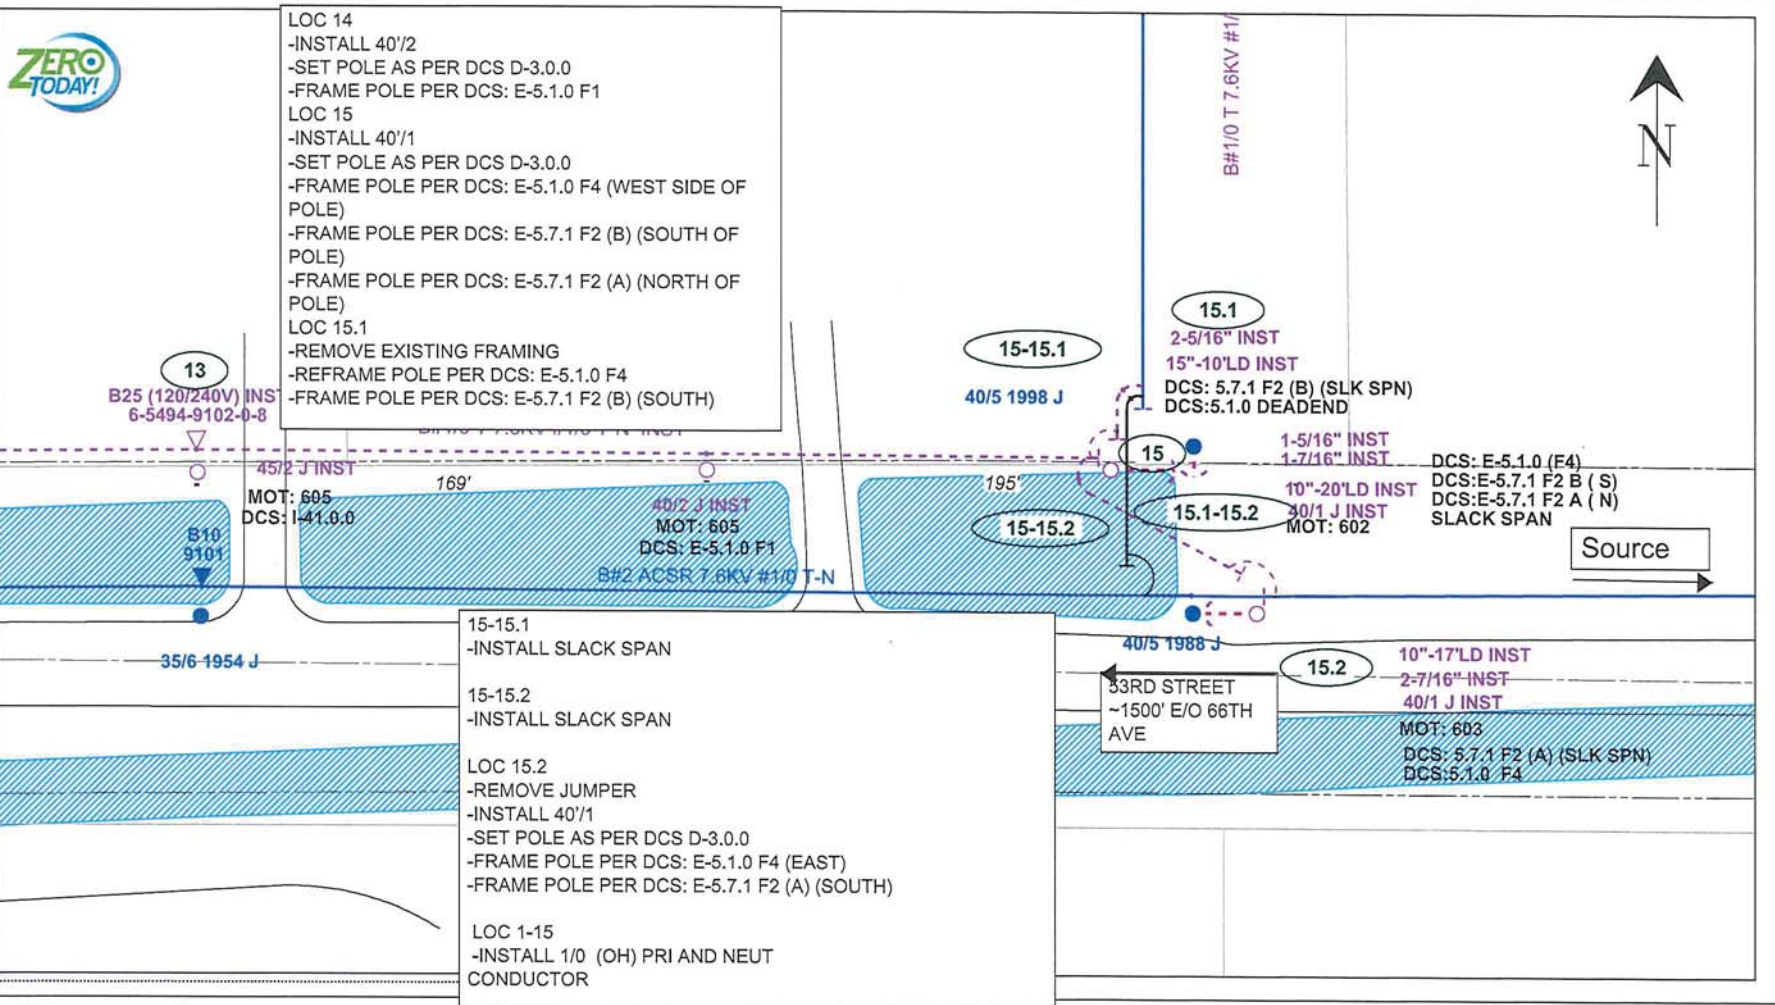 ZERO
TODAY!
LOC 14
-INSTALL 40'/2
-SET POLE AS PER DCS D-3.0.0
-FRAME POLE PER DCS: E-5.1.0 F1
LOC 15
-INSTALL 40'/1
-SET POLE AS PER DCS D-3.0.0
-FRAME POLE PER DCS: E-5.1.0 F4 (WEST SIDE OF
POLE)
-FRAME POLE PER DCS: E-5.7.1 F2 (B) (SOUTH OF
POLE)
-FRAME POLE PER DCS: E-5.7.1 F2 (A) (NORTH OF
POLE)
LOC 15.1
-REMOVE EXISTING FRAMING
-REFRAME POLE PER DCS: E-5.1.0 F4
-FRAME POLE PER DCS: E-5.7.1 F2 (B) (SOUTH)
B#1/0 T 7.6KV #1/
N
13
B25 (120/240V) INST
6-5494-9102-0-8
45/2 J INST
MOT: 605
DCS: I-41.0.0
B10
9101
35/6 1954 J
169'
40/2 J INST
MOT: 605
DCS: E-5.1.0 F1
B#2 ACSR 7.6KV #1/0 T-N
195'
15-15.1
40/5 1998 J
15.1
2-5/16" INST
15"-10'LD INST
DCS: 5.7.1 F2 (B) (SLK SPN)
DCS:5.1.0 DEADEND
15
1-5/16" INST
1-7/16" INST
10"-20'LD INST
40/1 J INST
MOT: 602
DCS: E-5.1.0 (F4)
DCS:E-5.7.1 F2 B ( S)
DCS:E-5.7.1 F2 A ( N)
SLACK SPAN
15-15.2
15.1-15.2
Source
40/5 1988 J
15.2
10"-17'LD INST
2-7/16" INST
40/1 J INST
MOT: 603
DCS: 5.7.1 F2 (A) (SLK SPN)
DCS:5.1.0 F4
53RD STREET
~1500' E/O 66TH
AVE
15-15.1
-INSTALL SLACK SPAN
15-15.2
-INSTALL SLACK SPAN
LOC 15.2
-REMOVE JUMPER
-INSTALL 40'/1
-SET POLE AS PER DCS D-3.0.0
-FRAME POLE PER DCS: E-5.1.0 F4 (EAST)
-FRAME POLE PER DCS: E-5.7.1 F2 (A) (SOUTH)
LOC 1-15
-INSTALL 1/0 (OH) PRI AND NEUT
CONDUCTOR